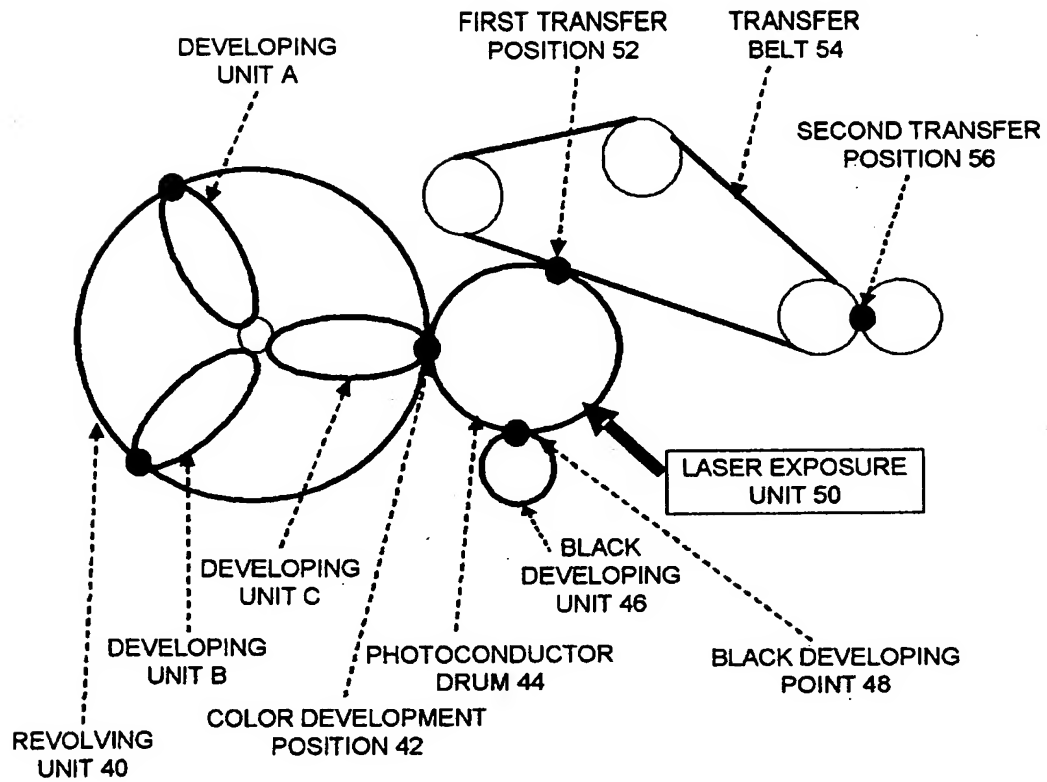 FIRST TRANSFER
POSITION 52
TRANSFER
BELT 54
DEVELOPING
UNIT A
SECOND TRANSFER
POSITION 56
LASER EXPOSURE
UNIT 50
BLACK
DEVELOPING
UNIT 46
DEVELOPING
UNIT C
DEVELOPING
UNIT B
PHOTOCONDUCTOR
DRUM 44
BLACK DEVELOPING
POINT 48
COLOR DEVELOPMENT
POSITION 42
REVOLVING
UNIT 40